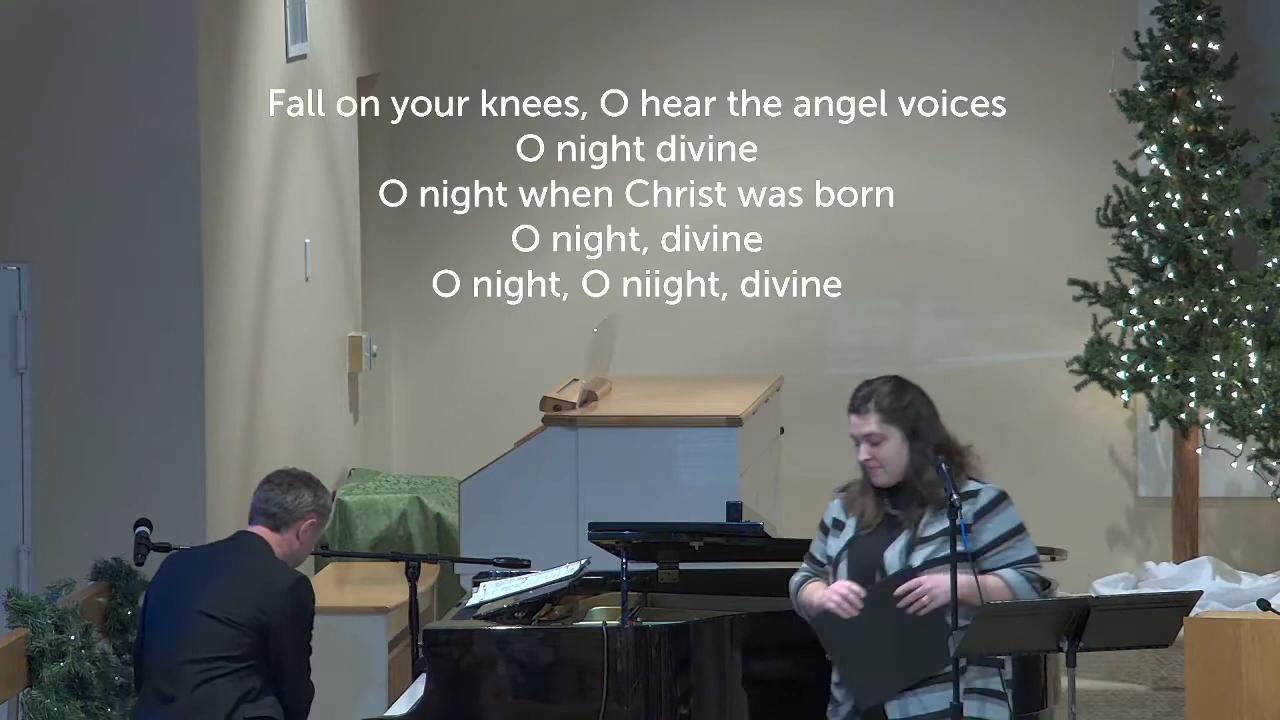 Fall on your knees, O hear the angel voices
O night divine
O night when Christ was born
O night, divine
O night, O niight, divine